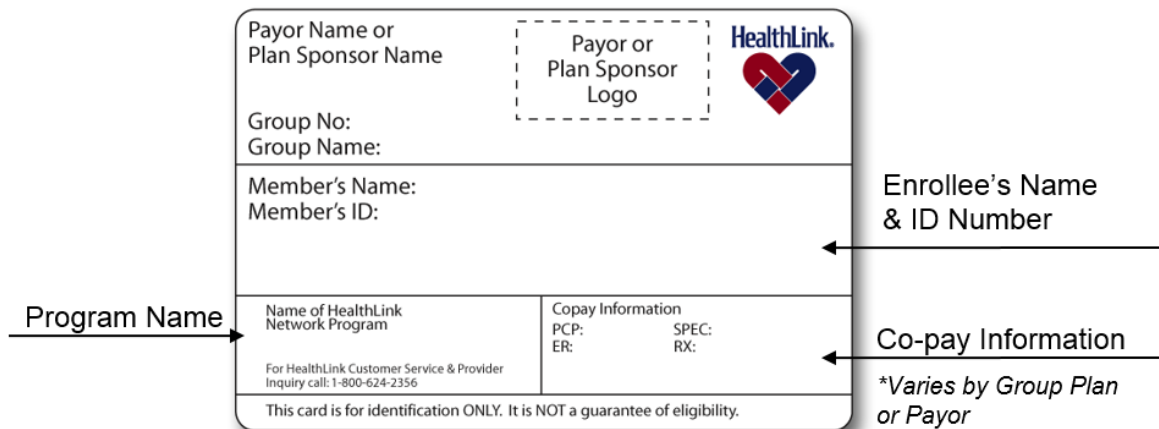 Payor Name or
Plan Sponsor Name
Payor or
Plan Sponsor
Logo
HealthLink.
Group No:
Group Name:
Member's Name:
Member's ID:
Enrollee's Name
& ID Number
Program Name
Name of HealthLink
Network Program
For HealthLink Customer Service & Provider
Inquiry call: 1-800-624-2356
Copay Information
PCP: SPEC:
ER: RX:
Co-pay Information
*Varies by Group Plan
or Payor
This card is for identification ONLY. It is NOT a guarantee of eligibility.